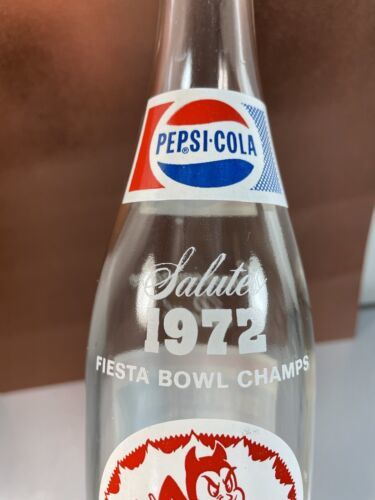 PEPSI·COLA
®
Salutes
1972
FIESTA BOWL CHAMPS